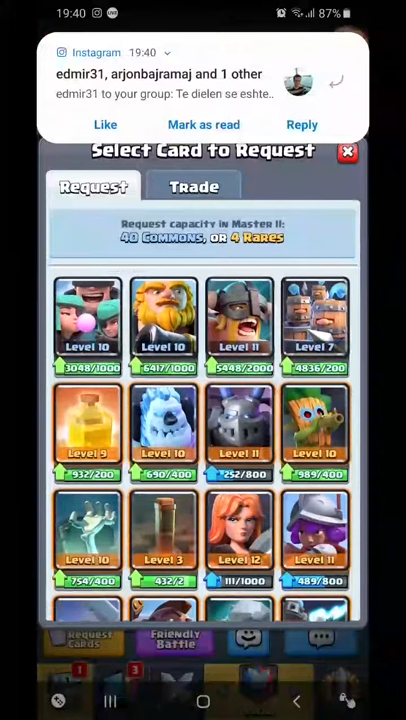 19:40
LIVE
87%
Instagram 19:40
edmir31, arjonbajramaj and 1 other
edmir31 to your group: Te dielen se eshte..
Like Mark as read Reply
Select Card to Request
Request Trade
Request capacity in Master II:
40 COMMONS, OR 4 RARES
Level 10 Level 10 Level 11 Level 7
3048/1000 6417/1000 5448/2000 4836/200
Level 9 Level 10 Level 11 Level 10
932/200 690/400 252/800 989/400
Level 10 Level 3 Level 12 Level 11
754/400 432/2 111/1000 489/800
Request
Cards
Friendly
Battle
1 3